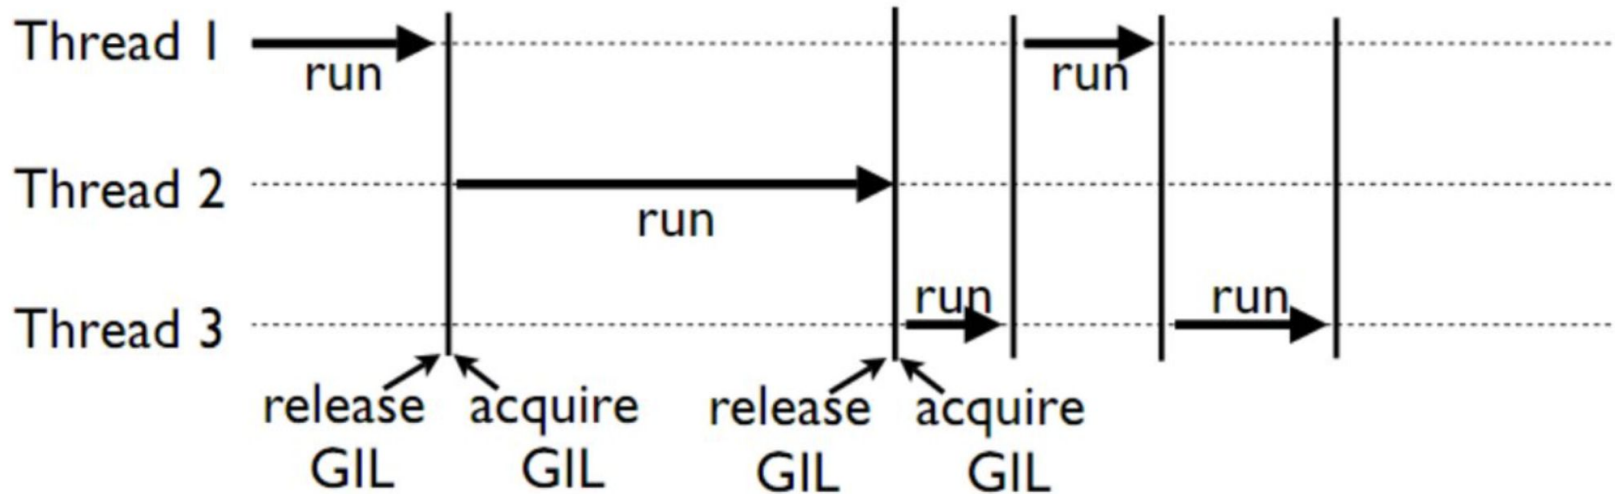 Thread 1
run
run
Thread 2
run
Thread 3
run
run
release
GIL
acquire
GIL
release
GIL
acquire
GIL